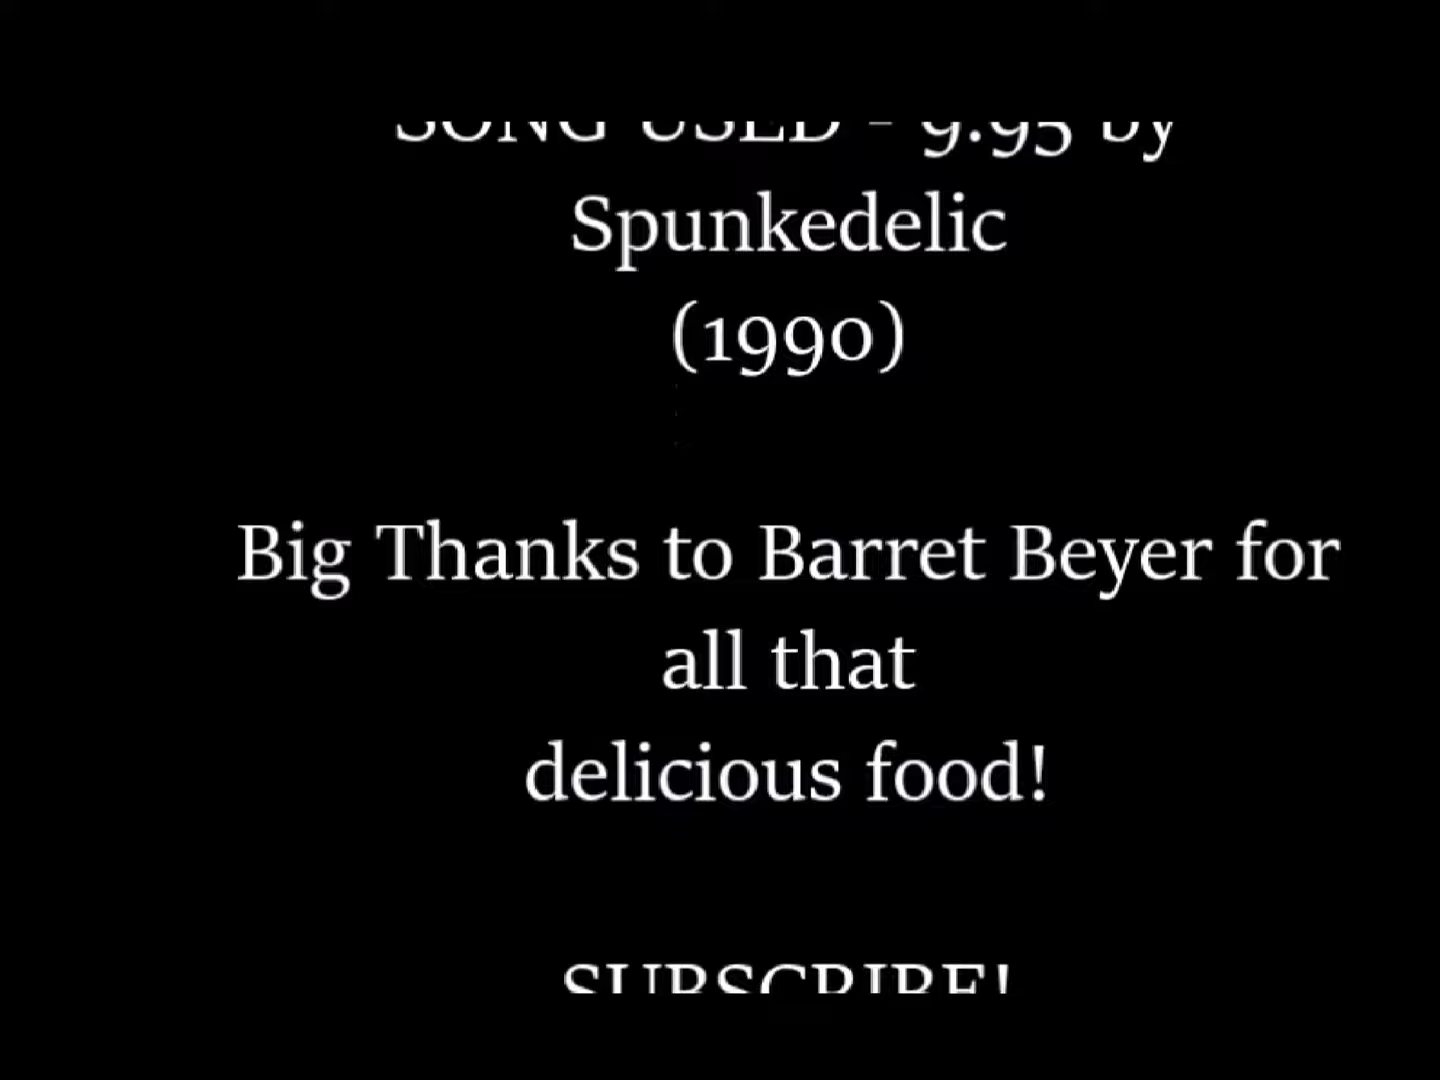 SONG USED - 9.95 by
Spunkedelic
(1990)
Big Thanks to Barret Beyer for
all that
delicious food!
SUBSCRIBE!